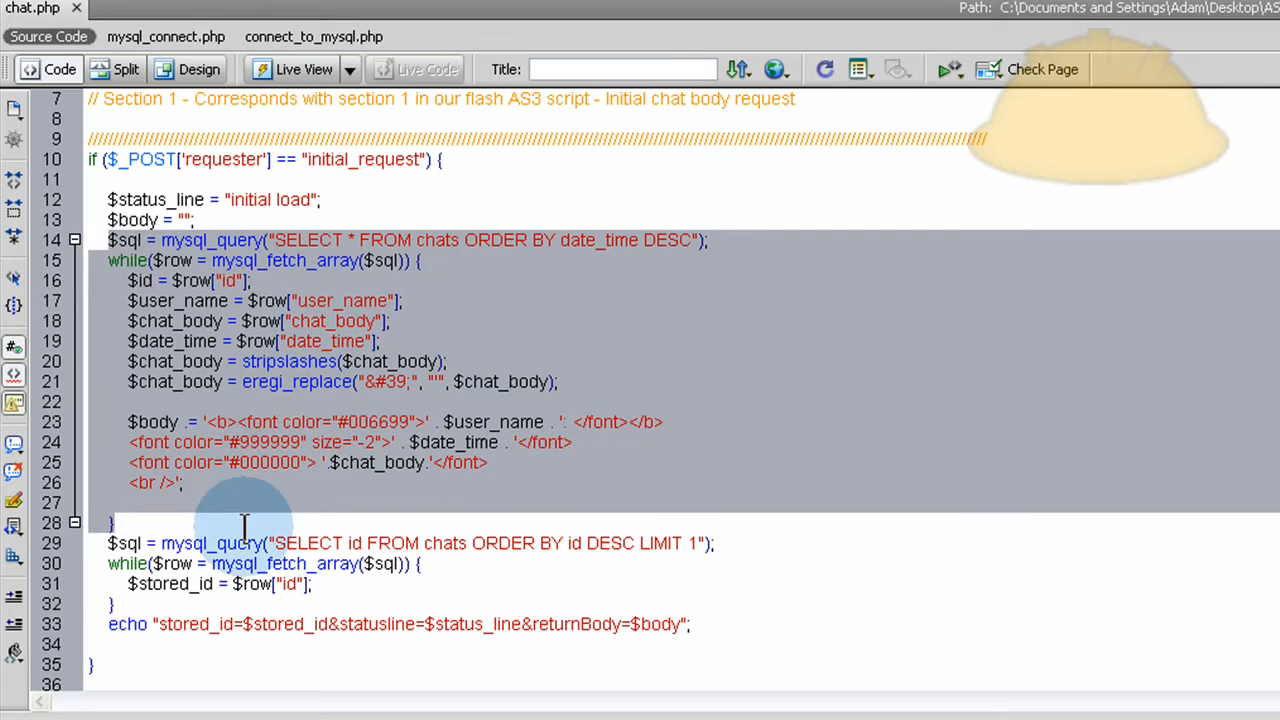 chat.php
Path: C:\Documents and Settings\Adam\Desktop\AS
Source Code mysql_connect.php connect_to_mysql.php
Code Split Design Live View Live Code Title: Check Page
7 // Section 1 - Corresponds with section 1 in our flash AS3 script - Initial chat body request
8
9 ////////////////////////////////////////////////////////////////////////////////////////////////////////////////////////////////////////////////////////////////
10 if ($_POST['requester'] == "initial_request") {
11
12 $status_line = "initial load";
13 $body = "";
14 $sql = mysql_query("SELECT * FROM chats ORDER BY date_time DESC");
15 while($row = mysql_fetch_array($sql)) {
16 $id = $row["id"];
17 $user_name = $row["user_name"];
18 $chat_body = $row["chat_body"];
19 $date_time = $row["date_time"];
20 $chat_body = stripslashes($chat_body);
21 $chat_body = eregi_replace("&#39;", "'", $chat_body);
22
23 $body .= '<b><font color="#006699">' . $user_name . ': </font></b>
24 <font color="#999999" size="-2">' . $date_time . '</font>
25 <font color="#000000"> '.$chat_body.'</font>
26 <br />';
27
28 }
29 $sql = mysql_query("SELECT id FROM chats ORDER BY id DESC LIMIT 1");
30 while($row = mysql_fetch_array($sql)) {
31 $stored_id = $row["id"];
32 }
33 echo "stored_id=$stored_id&statusline=$status_line&returnBody=$body";
34
35 }
36